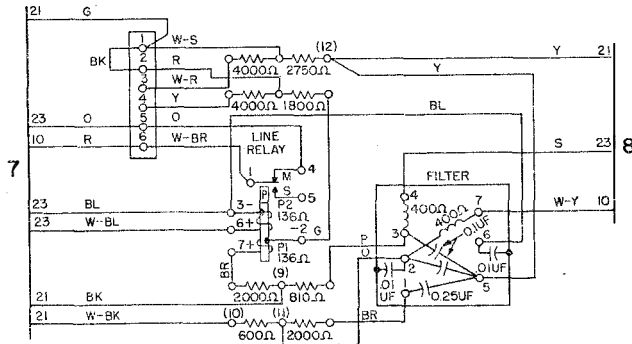 21 G
1
W-S (12) Y 21
BK 2 R Y
3 W-R 4000Ω 2750Ω
4 Y
5 4000Ω 1800Ω BL
23 O 6 O
10 R W-BR LINE RELAY S 23
7 8
1 M 4 FILTER
S 5 4 7 W-Y 10
P 400Ω 400Ω
23 BL 3- P2 136Ω 0.1UF
23 W-BL 6+ 3 6
-2 G
7+ P1 136Ω 2 .01UF
BR (9) .01 UF 5
2000Ω 810Ω 1 0.25UF
21 BK
21 W-BK (10) (11) BR
600Ω 2000Ω